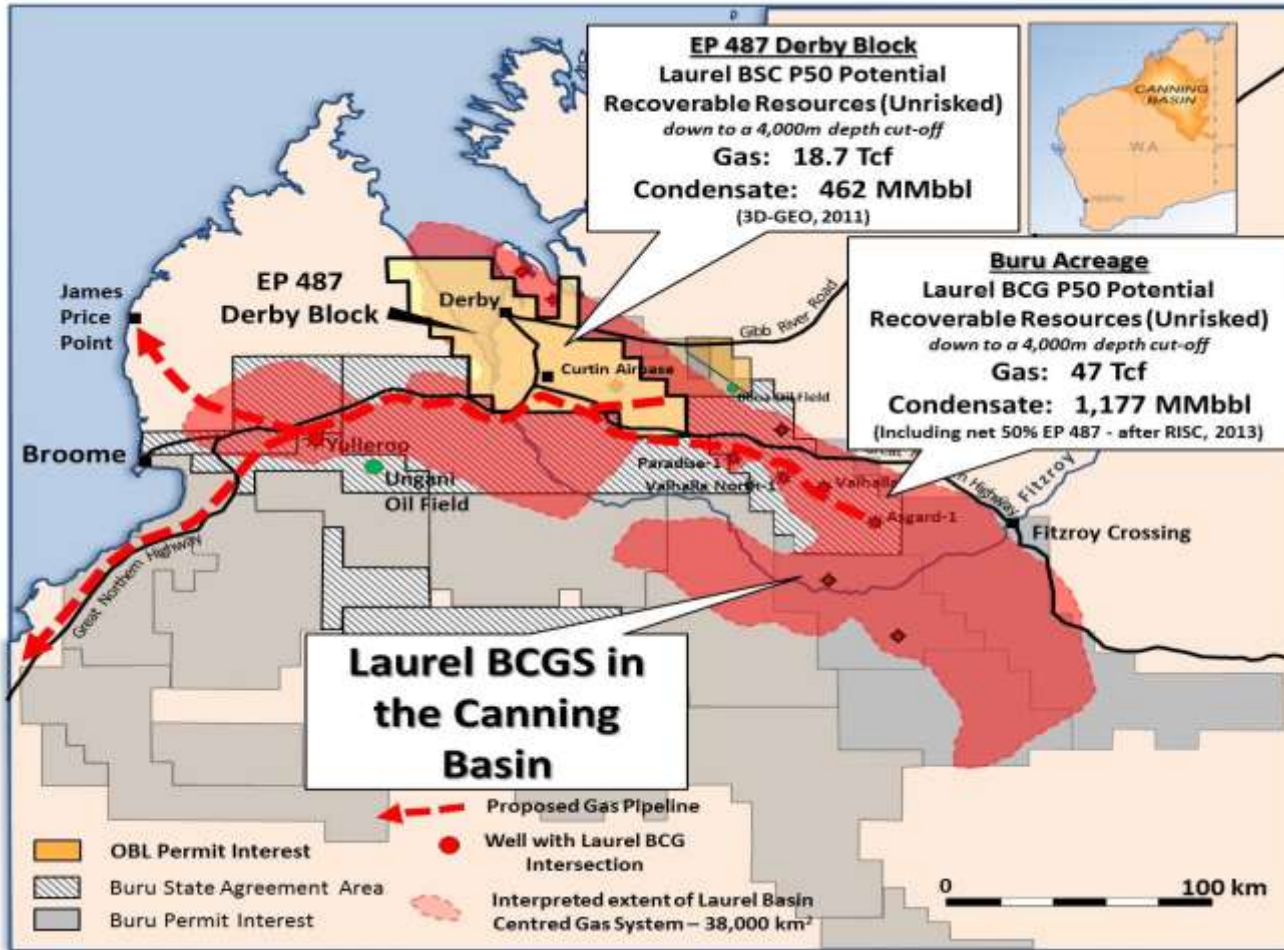 EP 487 Derby Block
Laurel BSC P50 Potential
Recoverable Resources (Unrisked)
down to a 4,000m depth cut-off
Gas: 18.7 Tcf
Condensate: 462 MMbbl
(3D-GEO, 2011)
CANNING
BASIN
WA
Buru Acreage
Laurel BCG P50 Potential
Recoverable Resources (Unrisked)
down to a 4,000m depth cut-off
Gas: 47 Tcf
Condensate: 1,177 MMbbl
(Including net 50% EP 487 - after RISC, 2013)
James
Price
Point
EP 487
Derby Block
Derby
Gibb River Road
Curtin Airbase
Oil Field
Broome
Yulleroo
Ungani
Oil Field
Paradise-1
Valhalla North-1
Valhalla
Asgard-1
Highway
Fitzroy
Fitzroy Crossing
Great Northern Highway
Laurel BCGS in
the Canning
Basin
Proposed Gas Pipeline
Well with Laurel BCG
Intersection
Interpreted extent of Laurel Basin
Centred Gas System – 38,000 km²
OBL Permit Interest
Buru State Agreement Area
Buru Permit Interest
0 100 km